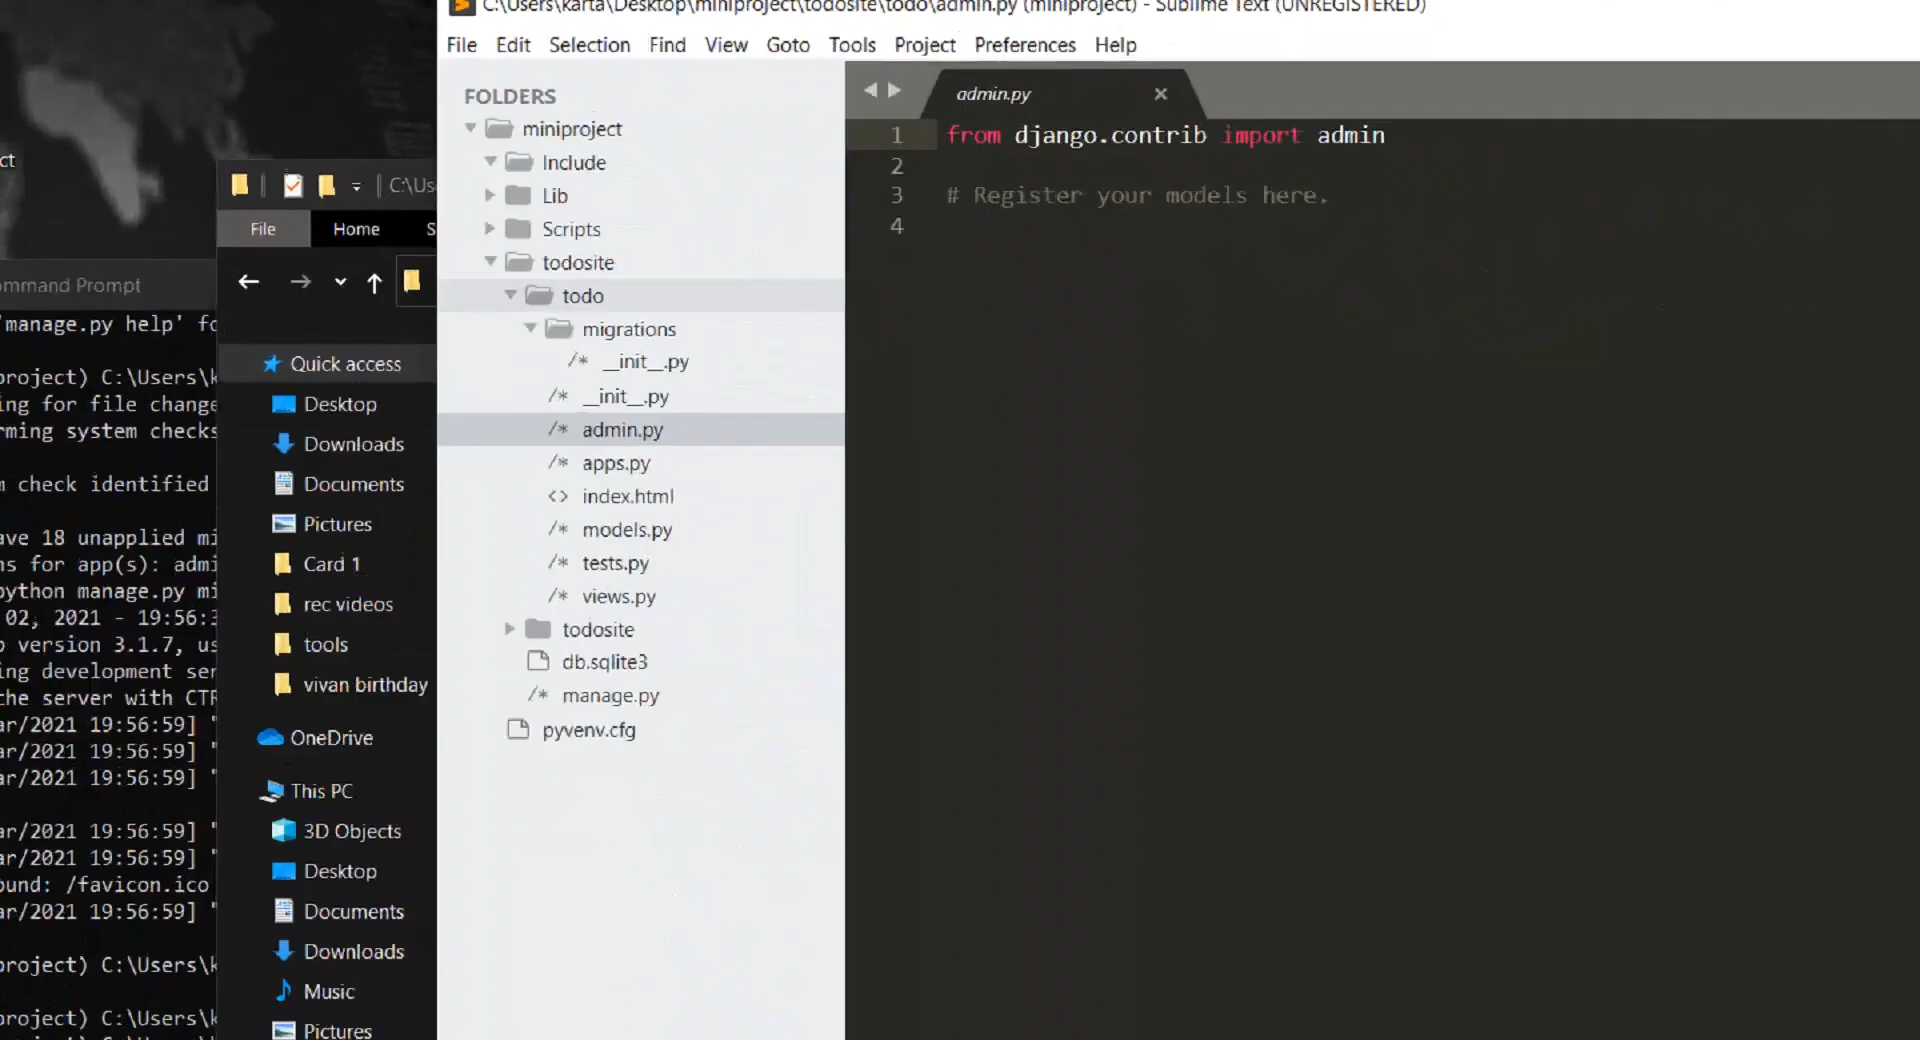 C:\Users\karta\Desktop\miniproject\todosite\todo\admin.py (miniproject) - Sublime Text (UNREGISTERED)
File Edit Selection Find View Goto Tools Project Preferences Help
FOLDERS
miniproject
Include
Lib
Scripts
todosite
todo
migrations
/* __init__.py
/* __init__.py
/* admin.py
/* apps.py
<> index.html
/* models.py
/* tests.py
/* views.py
todosite
db.sqlite3
/* manage.py
pyvenv.cfg
admin.py
1 from django.contrib import admin
2
3 # Register your models here.
4
ct
C:\Us
File Home S
Quick access
Desktop
Downloads
Documents
Pictures
Card 1
rec videos
tools
vivan birthday
OneDrive
This PC
3D Objects
Desktop
Documents
Downloads
Music
Pictures
ommand Prompt
'manage.py help' fo
project) C:\Users\k
ing for file change
rming system checks
m check identified
ave 18 unapplied mi
ns for app(s): admi
python manage.py mi
02, 2021 - 19:56:3
o version 3.1.7, us
ing development ser
the server with CTR
ar/2021 19:56:59] "
ar/2021 19:56:59] "
ar/2021 19:56:59] "
ar/2021 19:56:59] "
ar/2021 19:56:59] "
ound: /favicon.ico
ar/2021 19:56:59] "
project) C:\Users\k
project) C:\Users\k